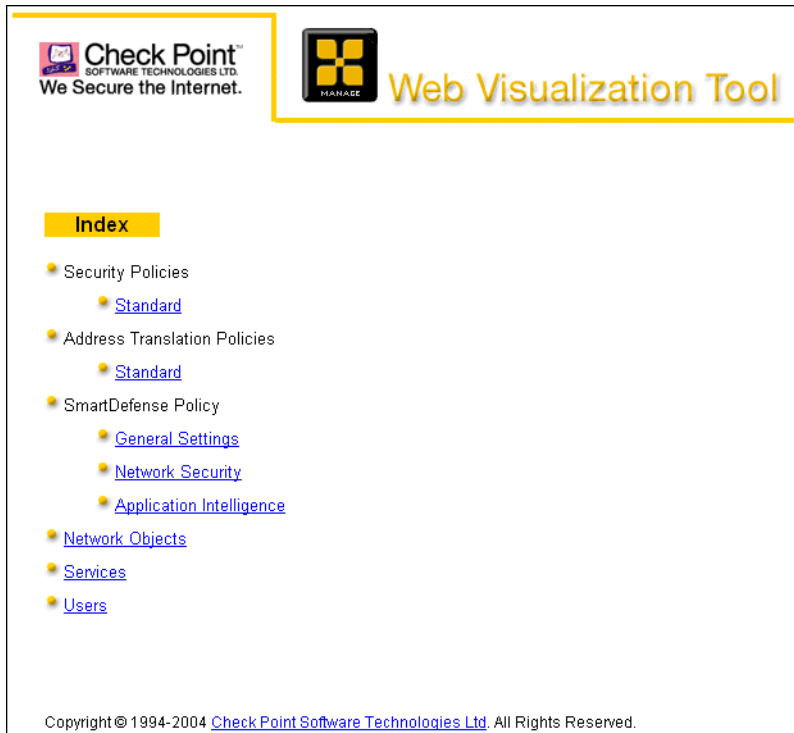 Check Point™
SOFTWARE TECHNOLOGIES LTD.
We Secure the Internet.
MANAGE
Web Visualization Tool
Index
Security Policies
Standard
Address Translation Policies
Standard
SmartDefense Policy
General Settings
Network Security
Application Intelligence
Network Objects
Services
Users
Copyright © 1994-2004 Check Point Software Technologies Ltd. All Rights Reserved.